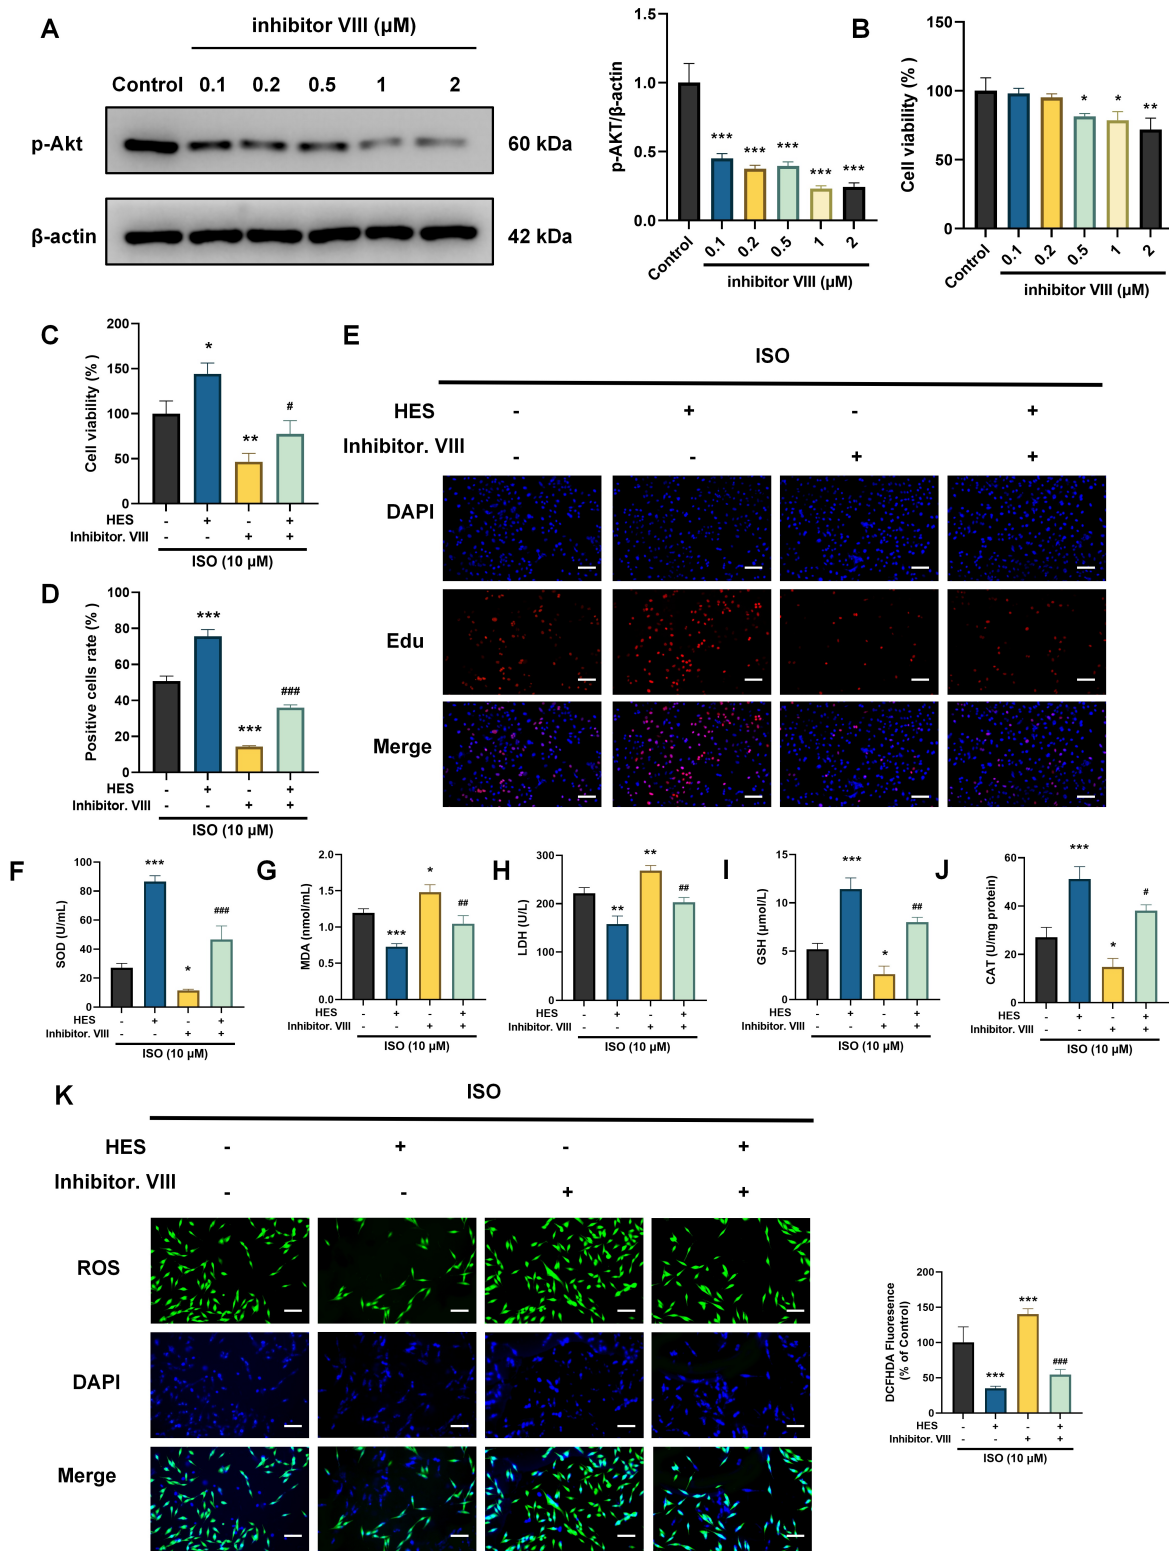 A
inhibitor VIII (μM)
Control 0.1 0.2 0.5 1 2
p-Akt 60 kDa
β-actin 42 kDa
p-AKT/β-actin
1.5
1.0
0.5
0.0
*** *** *** *** ***
Control 0.1 0.2 0.5 1 2
inhibitor VIII (μM)
B
Cell viability (% )
150
100
50
0
* * **
Control 0.1 0.2 0.5 1 2
inhibitor VIII (μM)
C
Cell viability (% )
200
150
100
50
0
* ** #
HES - + - +
Inhibitor. VIII - - + +
ISO (10 μM)
D
Positive cells rate (% )
100
80
60
40
20
0
*** *** ###
HES - + - +
Inhibitor. VIII - - + +
ISO (10 μM)
E
ISO
HES - + - +
Inhibitor. VIII - - + +
DAPI
Edu
Merge
F
SOD (U/mL)
100
80
60
40
20
0
*** * ###
HES - + - +
Inhibitor. VIII - - + +
ISO (10 μM)
G
MDA (nmol/mL)
2.0
1.5
1.0
0.5
0.0
*** * ##
HES - + - +
Inhibitor. VIII - - + +
ISO (10 μM)
H
LDH (U/L)
300
200
100
0
** ** ##
HES - + - +
Inhibitor. VIII - - + +
ISO (10 μM)
I
GSH (μmol/L)
15
10
5
0
*** * ##
HES - + - +
Inhibitor. VIII - - + +
ISO (10 μM)
J
CAT (U/mg protein)
60
40
20
0
*** * #
HES - + - +
Inhibitor. VIII - - + +
ISO (10 μM)
K
ISO
HES - + - +
Inhibitor. VIII - - + +
ROS
DAPI
Merge
DCFHDA Fluoresence
(% of Control)
200
150
100
50
0
*** *** ###
HES - + - +
Inhibitor. VIII - - + +
ISO (10 μM)